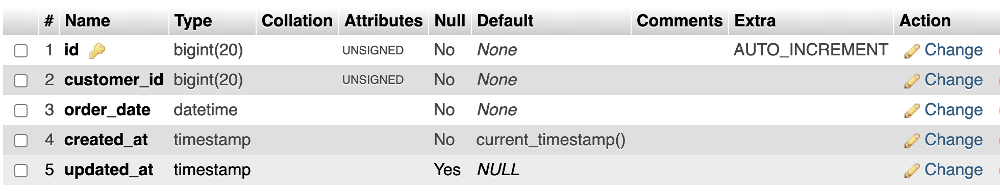 # Name Type Collation Attributes Null Default Comments Extra Action
1 id bigint(20) UNSIGNED No None AUTO_INCREMENT Change
2 customer_id bigint(20) UNSIGNED No None Change
3 order_date datetime No None Change
4 created_at timestamp No current_timestamp() Change
5 updated_at timestamp Yes NULL Change